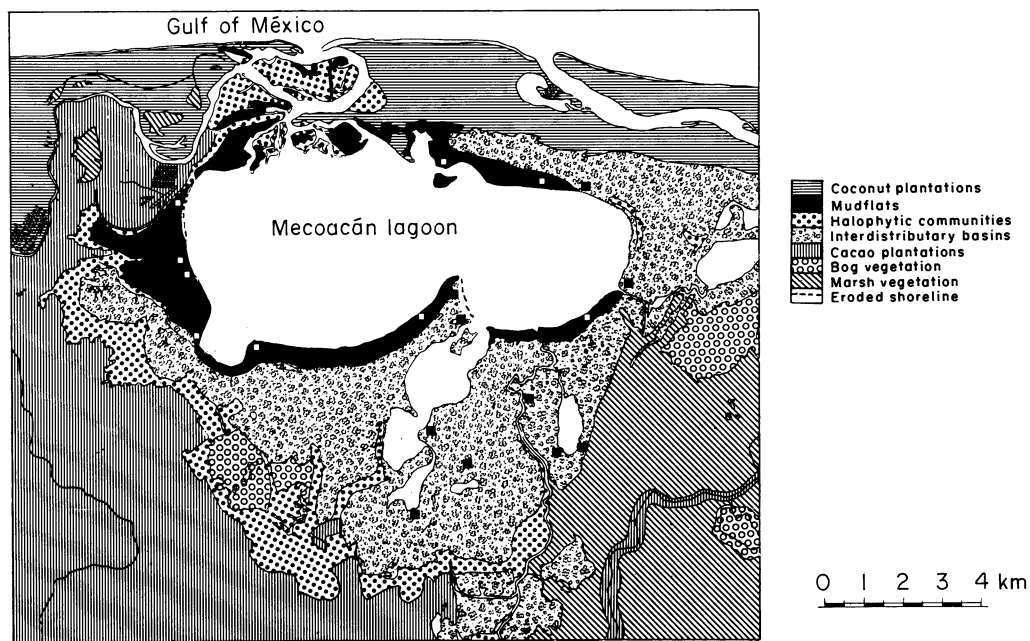 Gulf of México
Mecoacán lagoon
Coconut plantations
Mudflats
Halophytic communities
Interdistributary basins
Cacao plantations
Bog vegetation
Marsh vegetation
Eroded shoreline
0 1 2 3 4 km